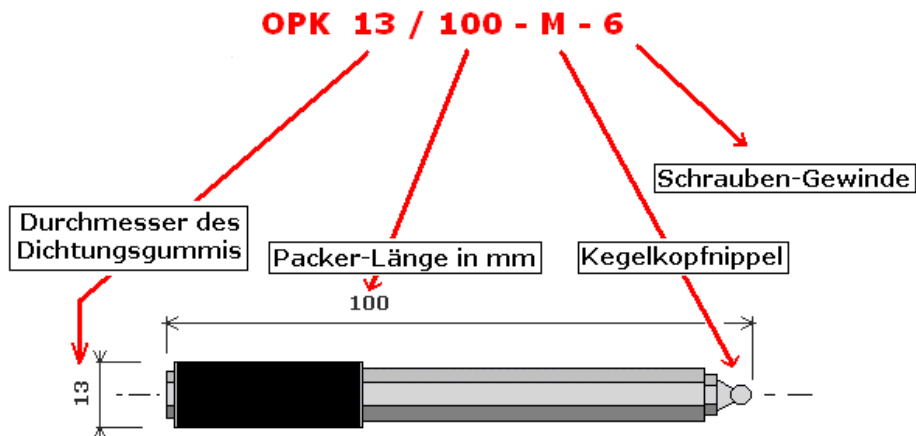 OPK 13 / 100 - M - 6
Schrauben-Gewinde
Durchmesser des
Dichtungsgummis
Packer-Länge in mm
Kegelkopfnippel
100
13